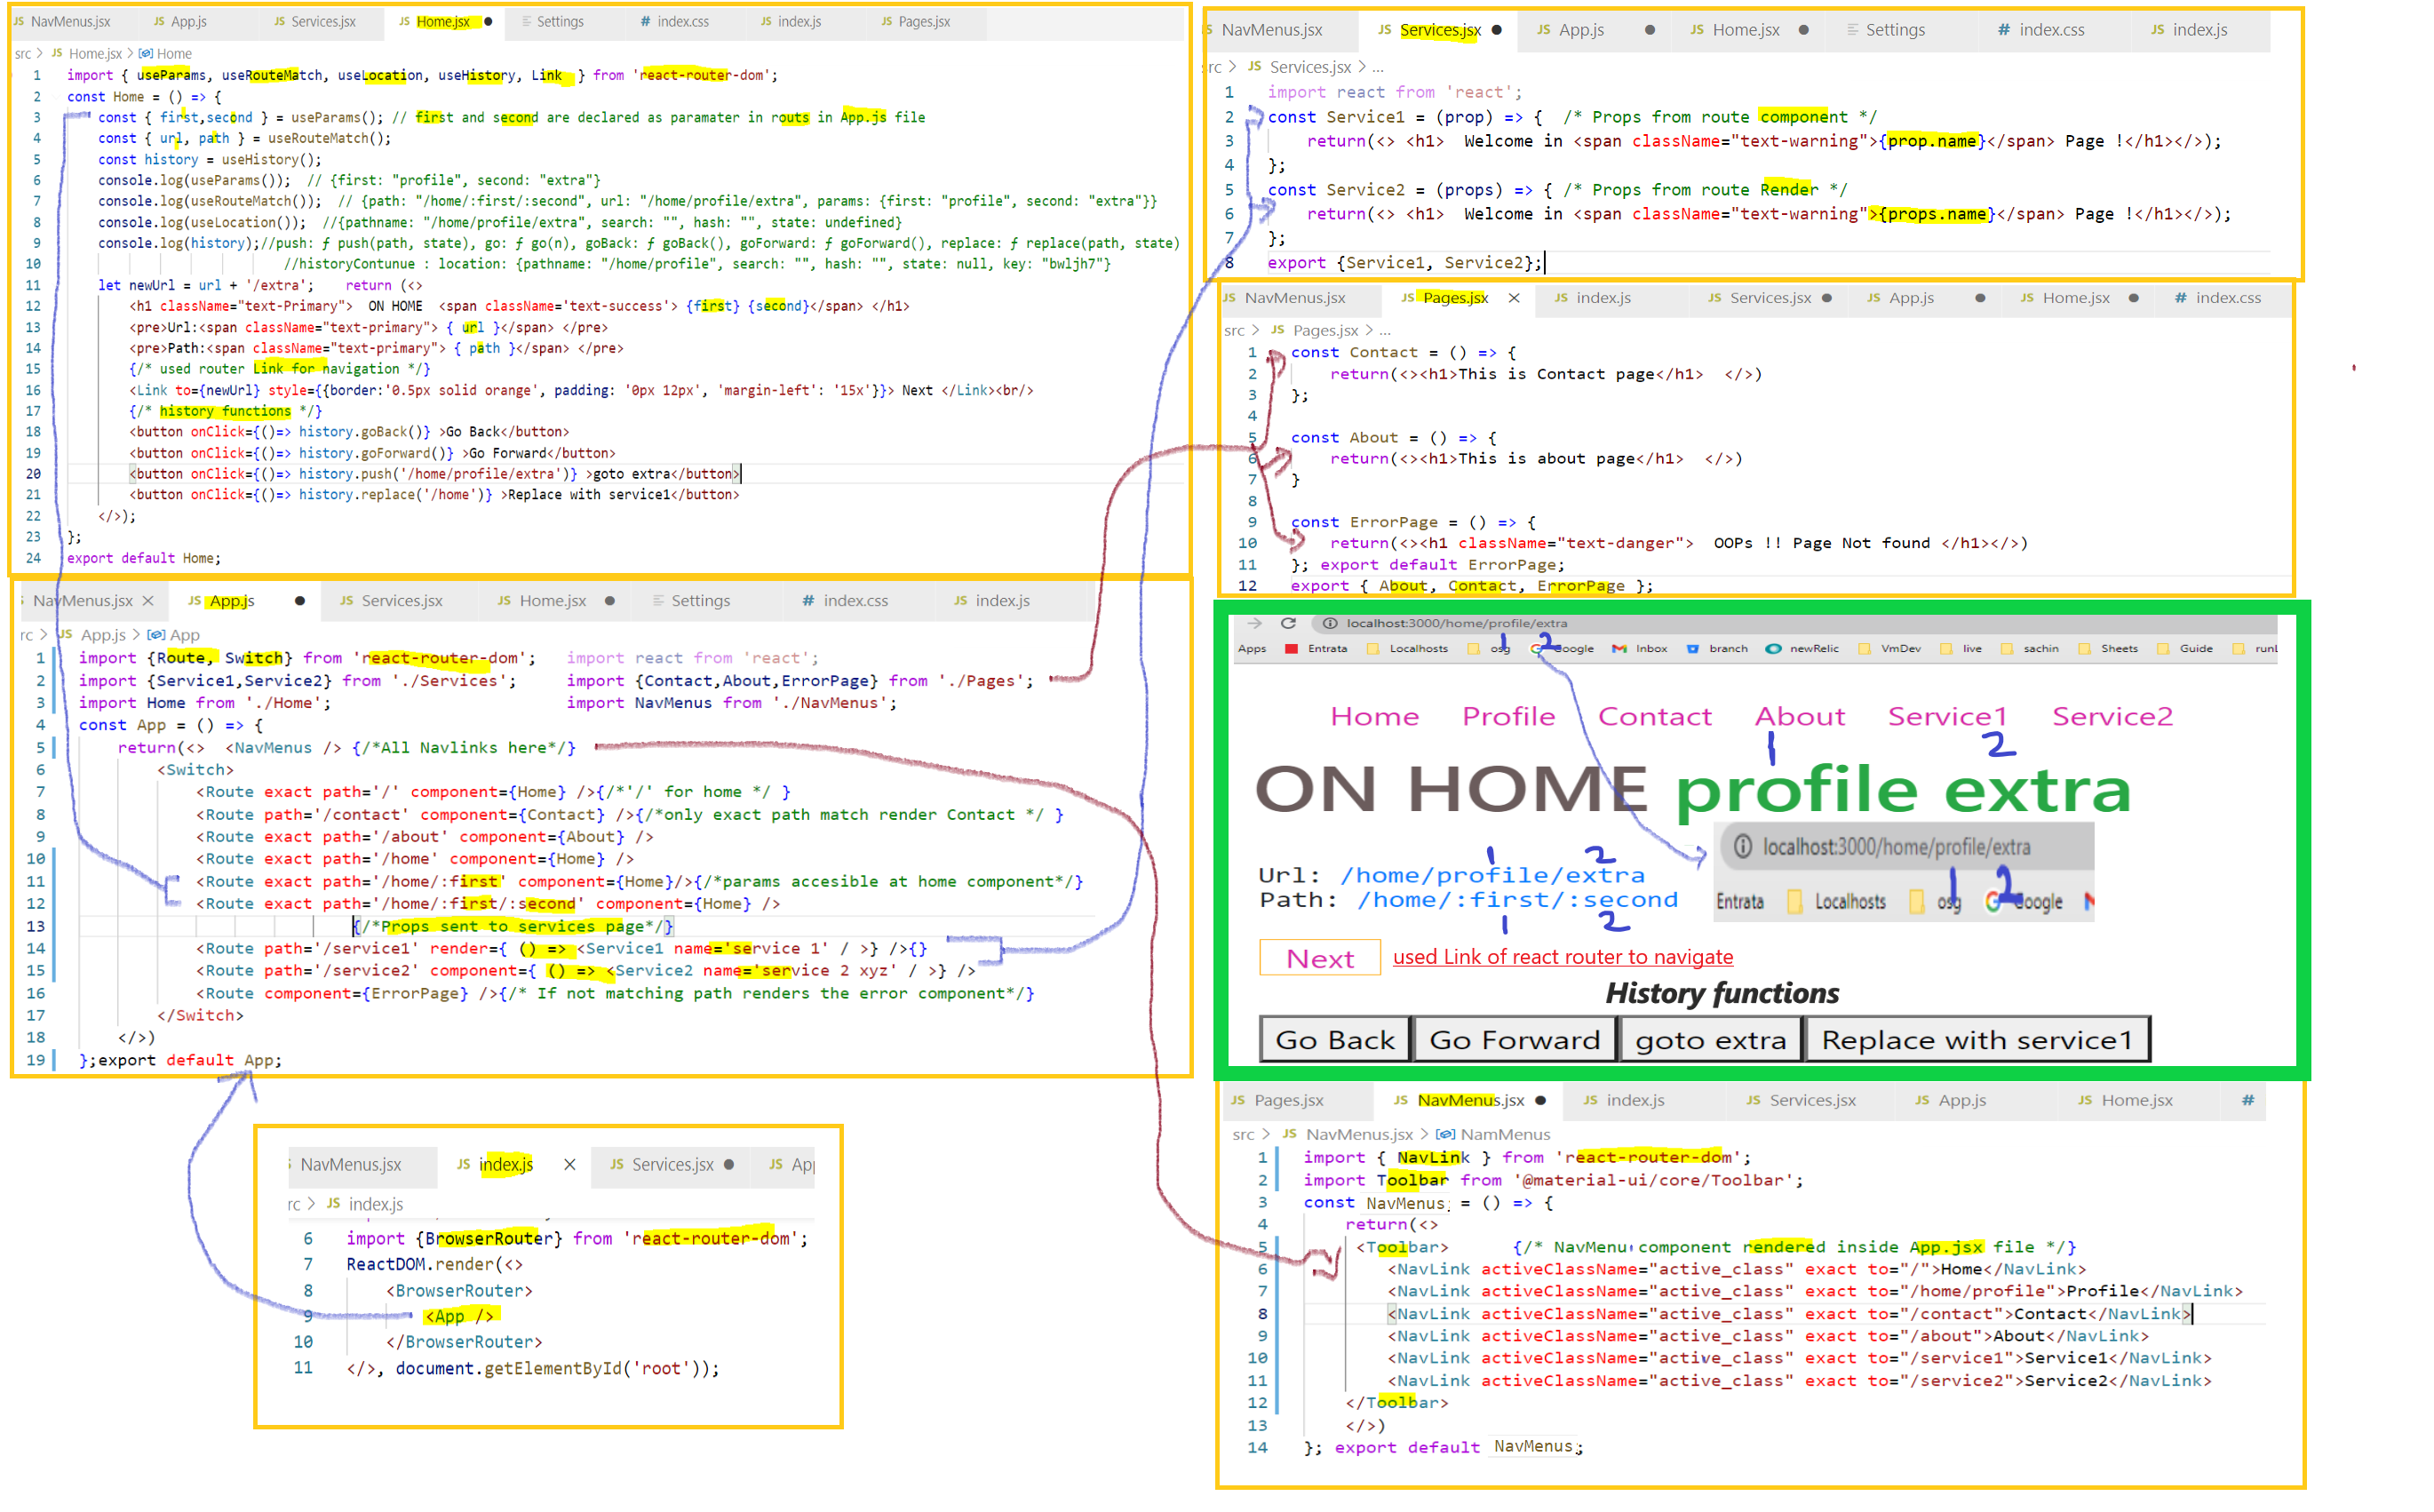 NavMenus.jsx App.js Services.jsx Home.jsx Settings # index.css index.js Pages.jsx
src > JS Home.jsx > Home
1 import { useParams, useRouteMatch, useLocation, useHistory, Link } from 'react-router-dom';
2 const Home = () => {
3 const { first,second } = useParams(); // first and second are declared as paramater in routs in App.js file
4 const { url, path } = useRouteMatch();
5 const history = useHistory();
6 console.log(useParams()); // {first: "profile", second: "extra"}
7 console.log(useRouteMatch()); // {path: "/home/:first/:second", url: "/home/profile/extra", params: {first: "profile", second: "extra"}}
8 console.log(useLocation()); //{pathname: "/home/profile/extra", search: "", hash: "", state: undefined}
9 console.log(history);//push: ƒ push(path, state), go: ƒ go(n), goBack: ƒ goBack(), goForward: ƒ goForward(), replace: ƒ replace(path, state)
10 //historyContunue : location: {pathname: "/home/profile", search: "", hash: "", state: null, key: "bwljh7"}
11 let newUrl = url + '/extra'; return (<>
12 <h1 className="text-Primary"> ON HOME <span className='text-success'> {first} {second}</span> </h1>
13 <pre>Url:<span className="text-primary"> { url }</span> </pre>
14 <pre>Path:<span className="text-primary"> { path }</span> </pre>
15 {/* used router Link for navigation */}
16 <Link to={newUrl} style={{border:'0.5px solid orange', padding: '0px 12px', 'margin-left': '15x'}}> Next </Link><br/>
17 {/* history functions */}
18 <button onClick={()=> history.goBack()} >Go Back</button>
19 <button onClick={()=> history.goForward()} >Go Forward</button>
20 <button onClick={()=> history.push('/home/profile/extra')} >goto extra</button>
21 <button onClick={()=> history.replace('/home')} >Replace with service1</button>
22 </>);
23 };
24 export default Home;
NavMenus.jsx App.js Services.jsx Home.jsx Settings # index.css JS index.js
rc > JS App.js > App
1 import {Route, Switch} from 'react-router-dom'; import react from 'react';
2 import {Service1,Service2} from './Services'; import {Contact,About,ErrorPage} from './Pages';
3 import Home from './Home'; import NavMenus from './NavMenus';
4 const App = () => {
5 return(<> <NavMenus /> {/*All Navlinks here*/}
6 <Switch>
7 <Route exact path='/' component={Home} />{/*'/' for home */ }
8 <Route path='/contact' component={Contact} />{/*only exact path match render Contact */ }
9 <Route exact path='/about' component={About} />
10 <Route exact path='/home' component={Home} />
11 <Route exact path='/home/:first' component={Home}/>{/*params accesible at home component*/}
12 <Route exact path='/home/:first/:second' component={Home} />
13 {/*Props sent to services page*/}
14 <Route path='/service1' render={ () => <Service1 name='service 1' / >} />{}
15 <Route path='/service2' component={ () => <Service2 name='service 2 xyz' / >} />
16 <Route component={ErrorPage} />{/* If not matching path renders the error component*/}
17 </Switch>
18 </>)
19 };export default App;
NavMenus.jsx JS index.js JS Services.jsx JS Ap
rc > JS index.js
6 import {BrowserRouter} from 'react-router-dom';
7 ReactDOM.render(<>
8 <BrowserRouter>
9 <App />
10 </BrowserRouter>
11 </>, document.getElementById('root'));
NavMenus.jsx JS Services.jsx JS App.js JS Home.jsx Settings # index.css JS index.js
rc > JS Services.jsx > ...
1 import react from 'react';
2 const Service1 = (prop) => { /* Props from route component */
3 return(<> <h1> Welcome in <span className="text-warning">{prop.name}</span> Page !</h1></>);
4 };
5 const Service2 = (props) => { /* Props from route Render */
6 return(<> <h1> Welcome in <span className="text-warning">{props.name}</span> Page !</h1></>);
7 };
8 export {Service1, Service2};
JS NavMenus.jsx JS Pages.jsx JS index.js JS Services.jsx JS App.js JS Home.jsx # index.css
src > JS Pages.jsx > ...
1 const Contact = () => {
2 return(<><h1>This is Contact page</h1> </>)
3 };
4
5 const About = () => {
6 return(<><h1>This is about page</h1> </>)
7 }
8
9 const ErrorPage = () => {
10 return(<><h1 className="text-danger"> OOPs !! Page Not found </h1></>)
11 }; export default ErrorPage;
12 export { About, Contact, ErrorPage };
localhost:3000/home/profile/extra
1 2
Apps Entrata Localhosts osg Google Inbox branch newRelic VmDev live sachin Sheets Guide runL
Home Profile Contact About Service1 Service2
1 2
ON HOME profile extra
localhost:3000/home/profile/extra
1 2
Entrata Localhosts osg Google
1 2
Url: /home/profile/extra
Path: /home/:first/:second
1 2
Next used Link of react router to navigate
History functions
Go Back Go Forward goto extra Replace with service1
JS Pages.jsx JS NavMenus.jsx JS index.js JS Services.jsx JS App.js JS Home.jsx #
src > JS NavMenus.jsx > NamMenus
1 import { NavLink } from 'react-router-dom';
2 import Toolbar from '@material-ui/core/Toolbar';
3 const NavMenus = () => {
4 return(<>
5 <Toolbar> {/* NavMenu component rendered inside App.jsx file */}
6 <NavLink activeClassName="active_class" exact to="/">Home</NavLink>
7 <NavLink activeClassName="active_class" exact to="/home/profile">Profile</NavLink>
8 <NavLink activeClassName="active_class" exact to="/contact">Contact</NavLink>
9 <NavLink activeClassName="active_class" exact to="/about">About</NavLink>
10 <NavLink activeClassName="active_class" exact to="/service1">Service1</NavLink>
11 <NavLink activeClassName="active_class" exact to="/service2">Service2</NavLink>
12 </Toolbar>
13 </>)
14 }; export default NavMenus;